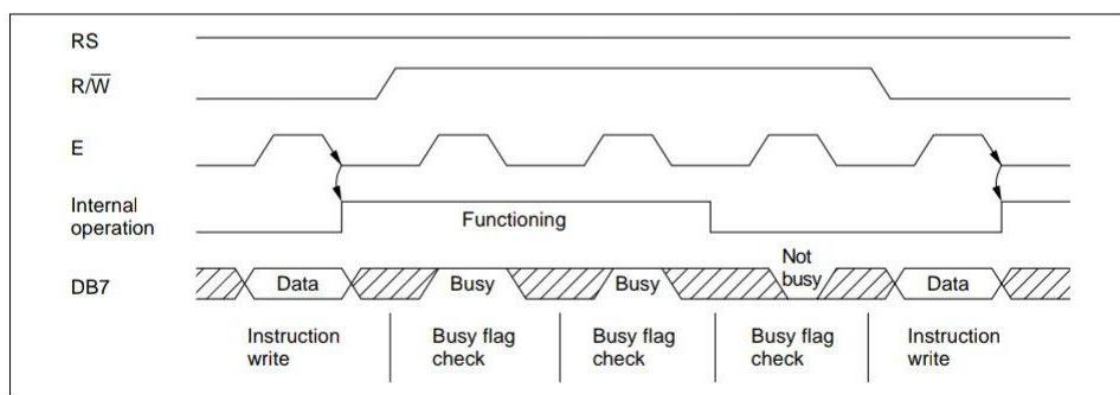 RS
R/W̅
E
Internal
operation
Functioning
DB7
Data
Busy
Busy
Not
busy
Data
Instruction
write
Busy flag
check
Busy flag
check
Busy flag
check
Instruction
write